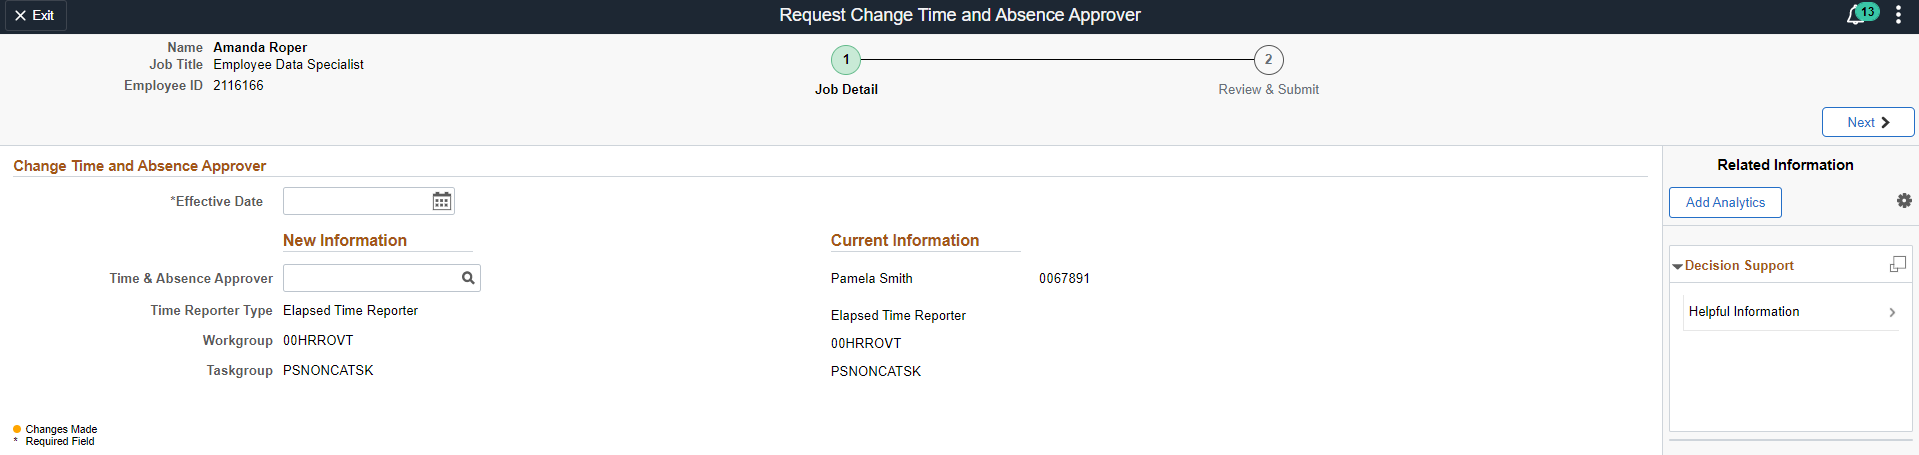 Exit
Request Change Time and Absence Approver
13
Name Amanda Roper
Job Title Employee Data Specialist
Employee ID 2116166
1
Job Detail
2
Review & Submit
Next
Change Time and Absence Approver
*Effective Date
New Information
Current Information
Time & Absence Approver
Pamela Smith 0067891
Time Reporter Type Elapsed Time Reporter
Elapsed Time Reporter
Workgroup 00HRROVT
00HRROVT
Taskgroup PSNONCATSK
PSNONCATSK
Changes Made
* Required Field
Related Information
Add Analytics
Decision Support
Helpful Information